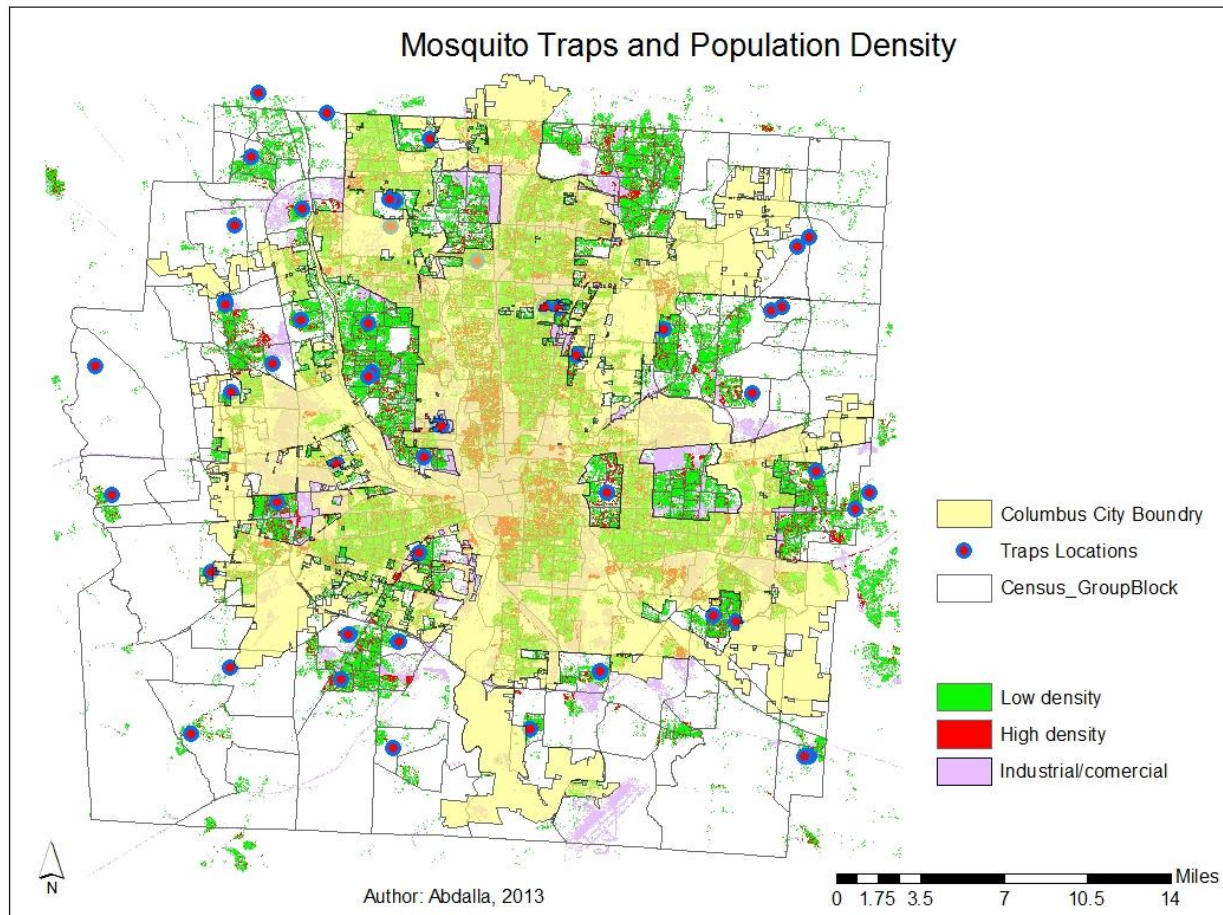 Mosquito Traps and Population Density
Columbus City Boundry
Traps Locations
Census_GroupBlock
Low density
High density
Industrial/comercial
N
Author: Abdalla, 2013
Miles
0 1.75 3.5 7 10.5 14